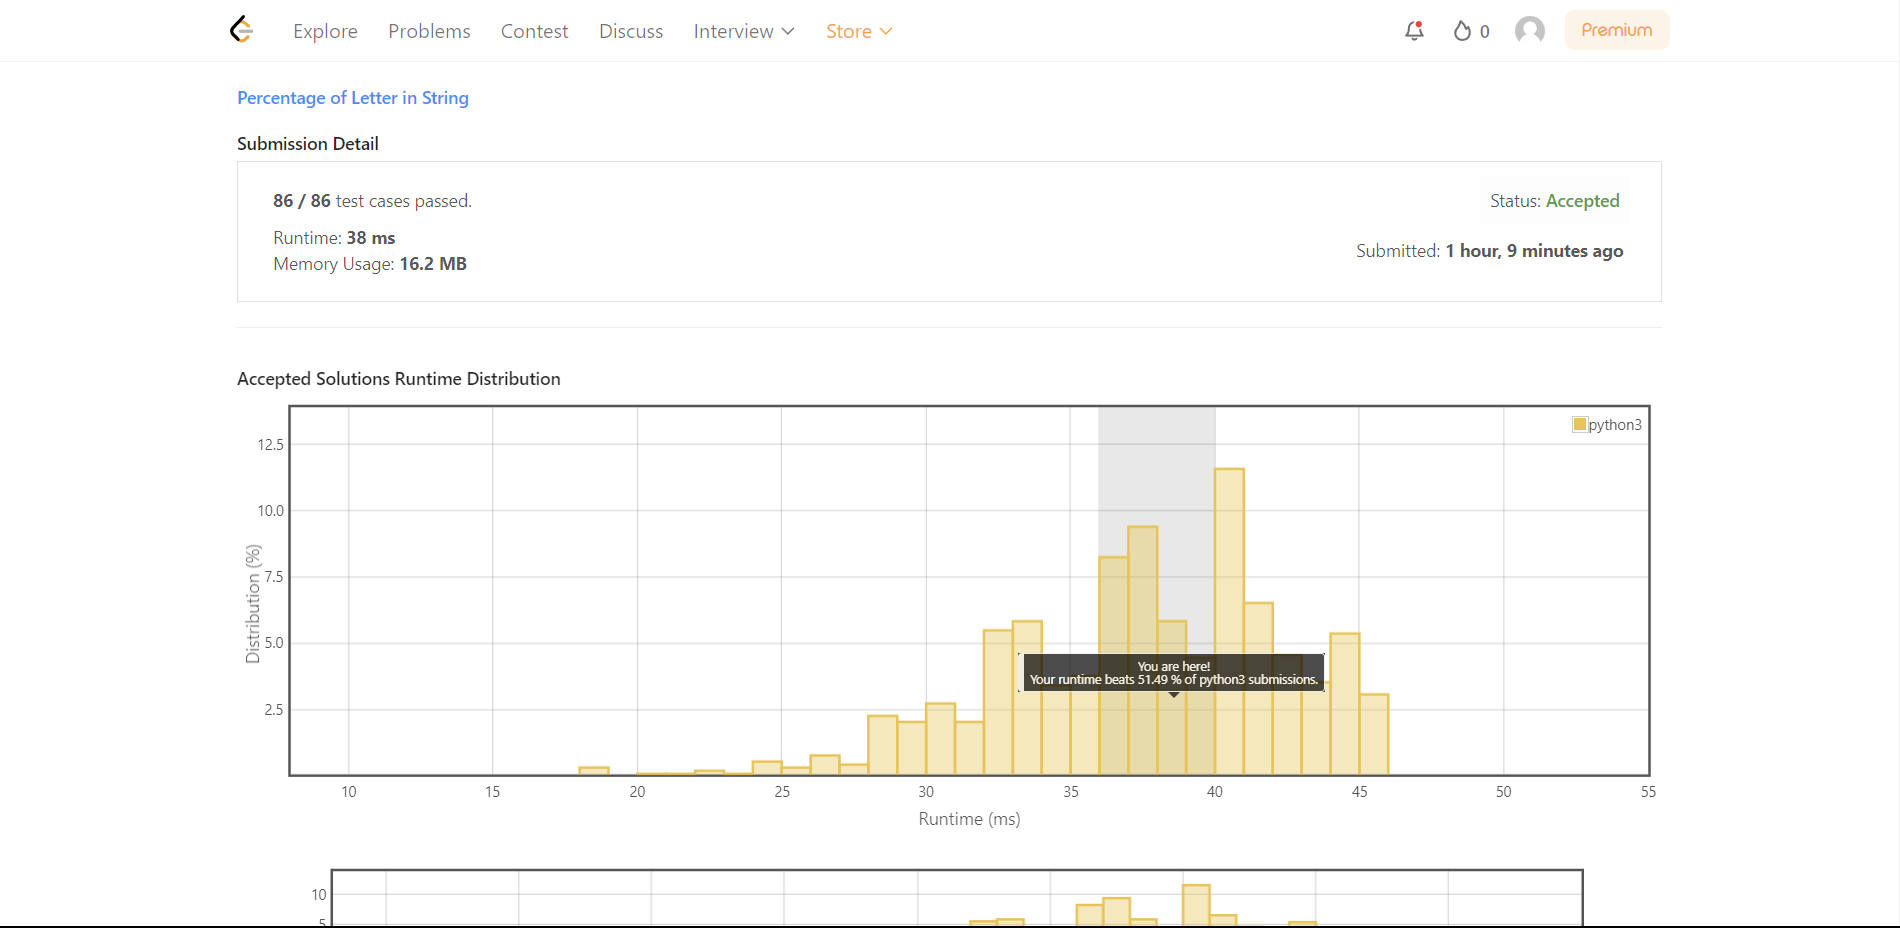 Explore Problems Contest Discuss Interview Store 0 Premium
Percentage of Letter in String
Submission Detail
86 / 86 test cases passed.
Status: Accepted
Runtime: 38 ms
Submitted: 1 hour, 9 minutes ago
Memory Usage: 16.2 MB
Accepted Solutions Runtime Distribution
python3
12.5
10.0
7.5
5.0
2.5
Distribution (%)
You are here!
Your runtime beats 51.49 % of python3 submissions.
10 15 20 25 30 35 40 45 50 55
Runtime (ms)
10
5